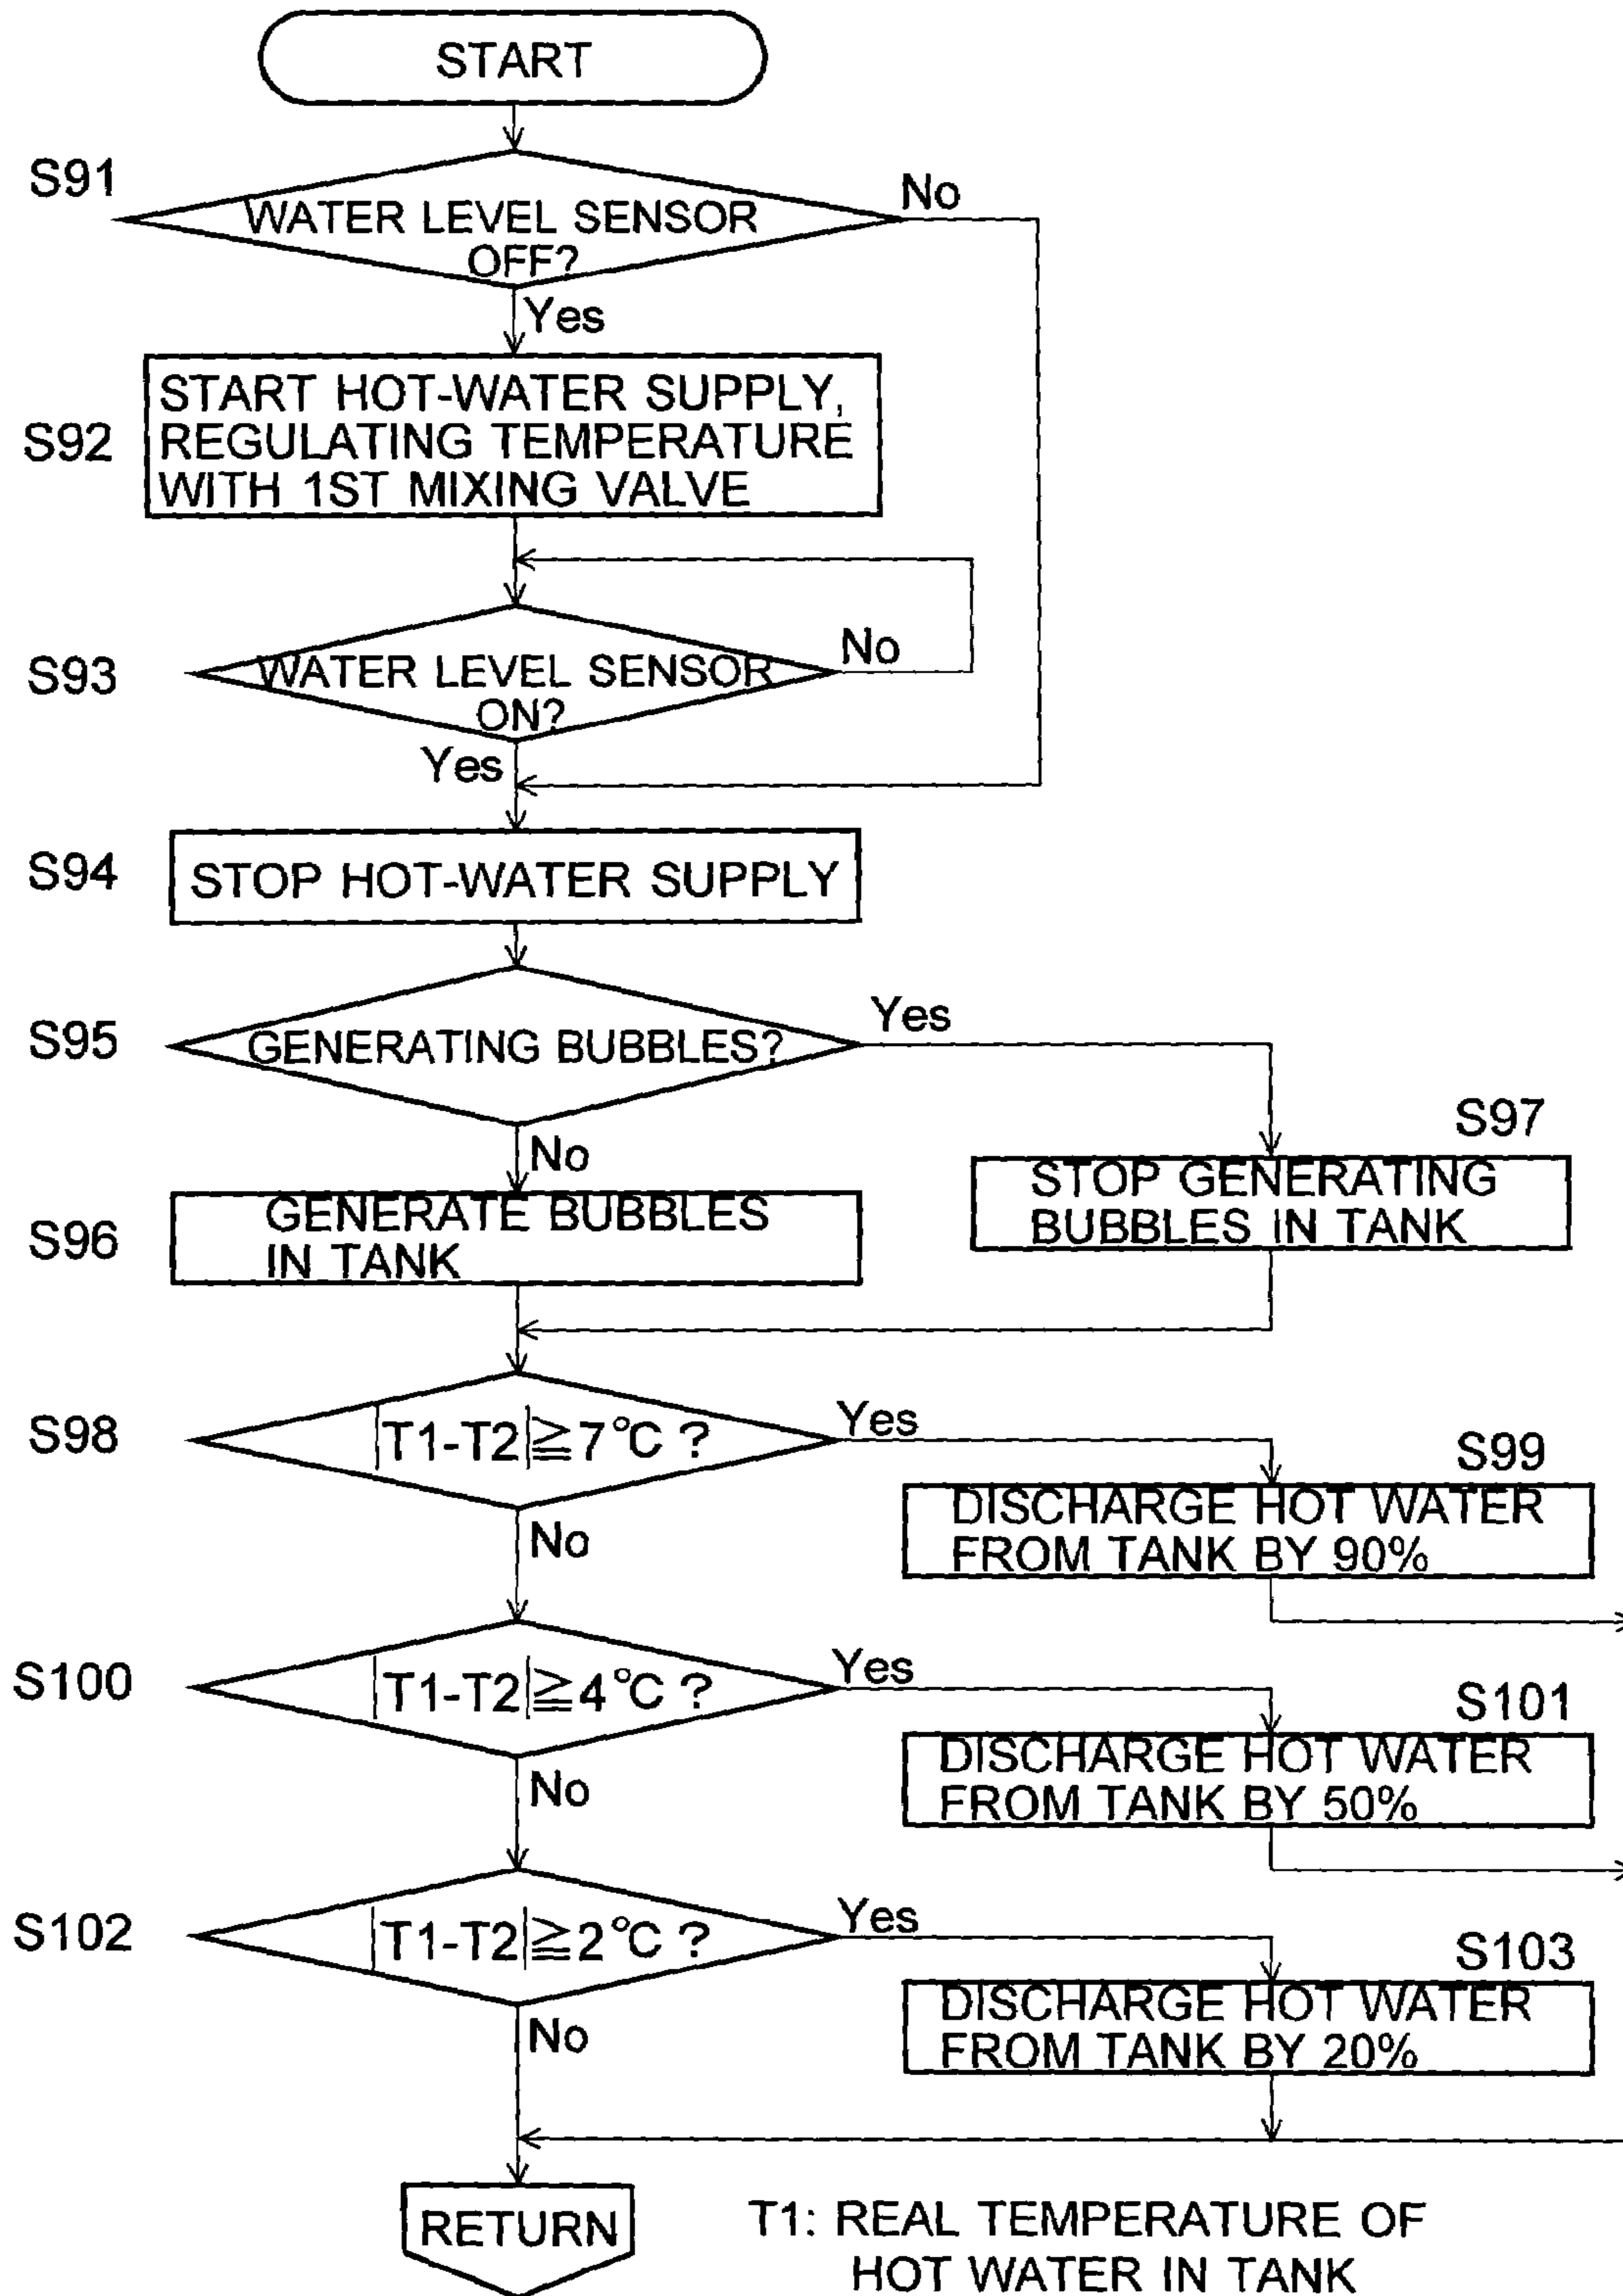 START
S91
WATER LEVEL SENSOR
OFF?
No
Yes
S92
START HOT-WATER SUPPLY,
REGULATING TEMPERATURE
WITH 1ST MIXING VALVE
S93
WATER LEVEL SENSOR
ON?
No
Yes
S94
STOP HOT-WATER SUPPLY
S95
GENERATING BUBBLES?
Yes
No
S96
GENERATE BUBBLES
IN TANK
S97
STOP GENERATING
BUBBLES IN TANK
S98
|T1-T2|≧7°C ?
Yes
No
S99
DISCHARGE HOT WATER
FROM TANK BY 90%
S100
|T1-T2|≧4°C ?
Yes
No
S101
DISCHARGE HOT WATER
FROM TANK BY 50%
S102
|T1-T2|≧2°C ?
Yes
No
S103
DISCHARGE HOT WATER
FROM TANK BY 20%
RETURN
T1: REAL TEMPERATURE OF
HOT WATER IN TANK